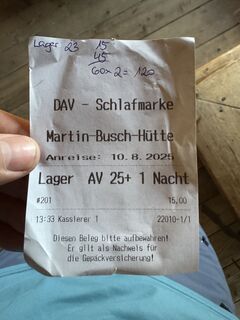 Lager 23 15
45
60 x 2 = 120
DAV - Schlafmarke
Martin-Busch-Hütte
Anreise: 10.8.2025
Lager AV 25+ 1 Nacht
#201 15,00
13:33 Kassierer 1 22010-1/1
Diesen Beleg bitte aufbewahren!
Er gilt als Nachweis für
die Gepäckversicherung!